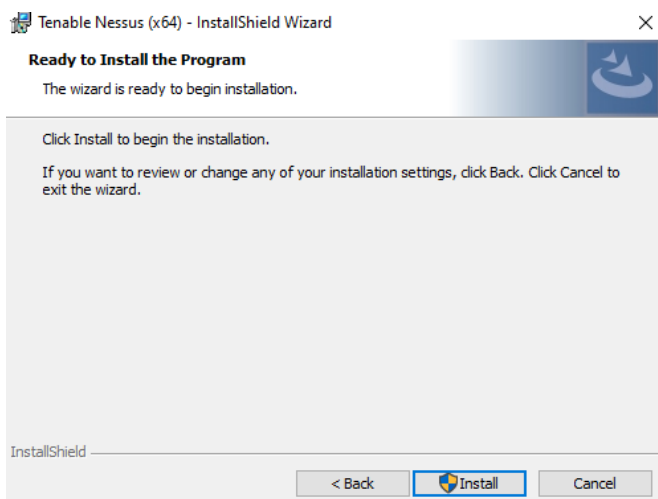 Tenable Nessus (x64) - InstallShield Wizard
Ready to Install the Program
The wizard is ready to begin installation.
Click Install to begin the installation.
If you want to review or change any of your installation settings, click Back. Click Cancel to
exit the wizard.
InstallShield
< Back
Install
Cancel